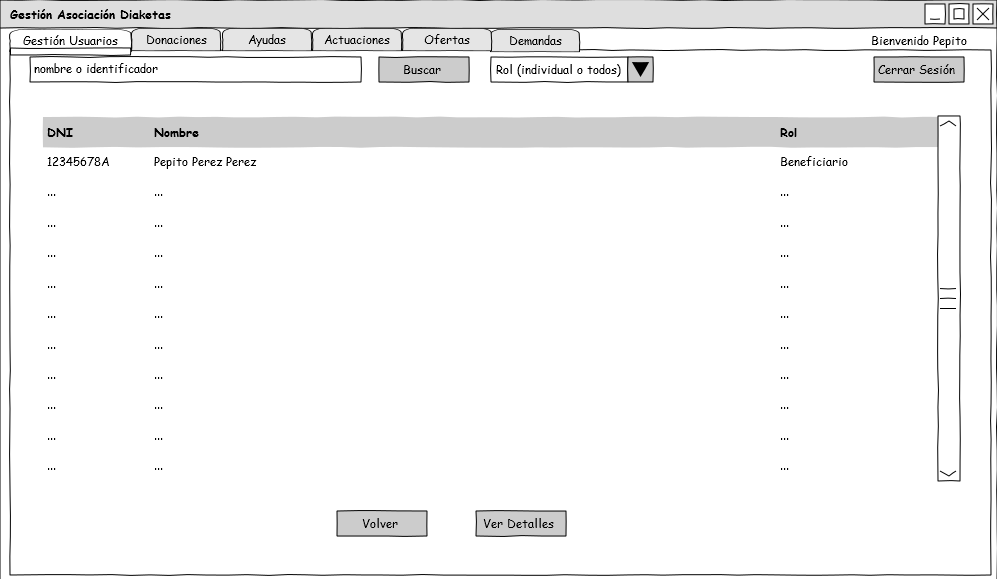 Gestión Asociación Diaketas
Gestión Usuarios Donaciones Ayudas Actuaciones Ofertas Demandas Bienvenido Pepito
nombre o identificador Buscar Rol (individual o todos) Cerrar Sesión
DNI Nombre Rol
12345678A Pepito Perez Perez Beneficiario
... ... ...
... ... ...
... ... ...
... ... ...
... ... ...
... ... ...
... ... ...
... ... ...
... ... ...
... ... ...
Volver Ver Detalles